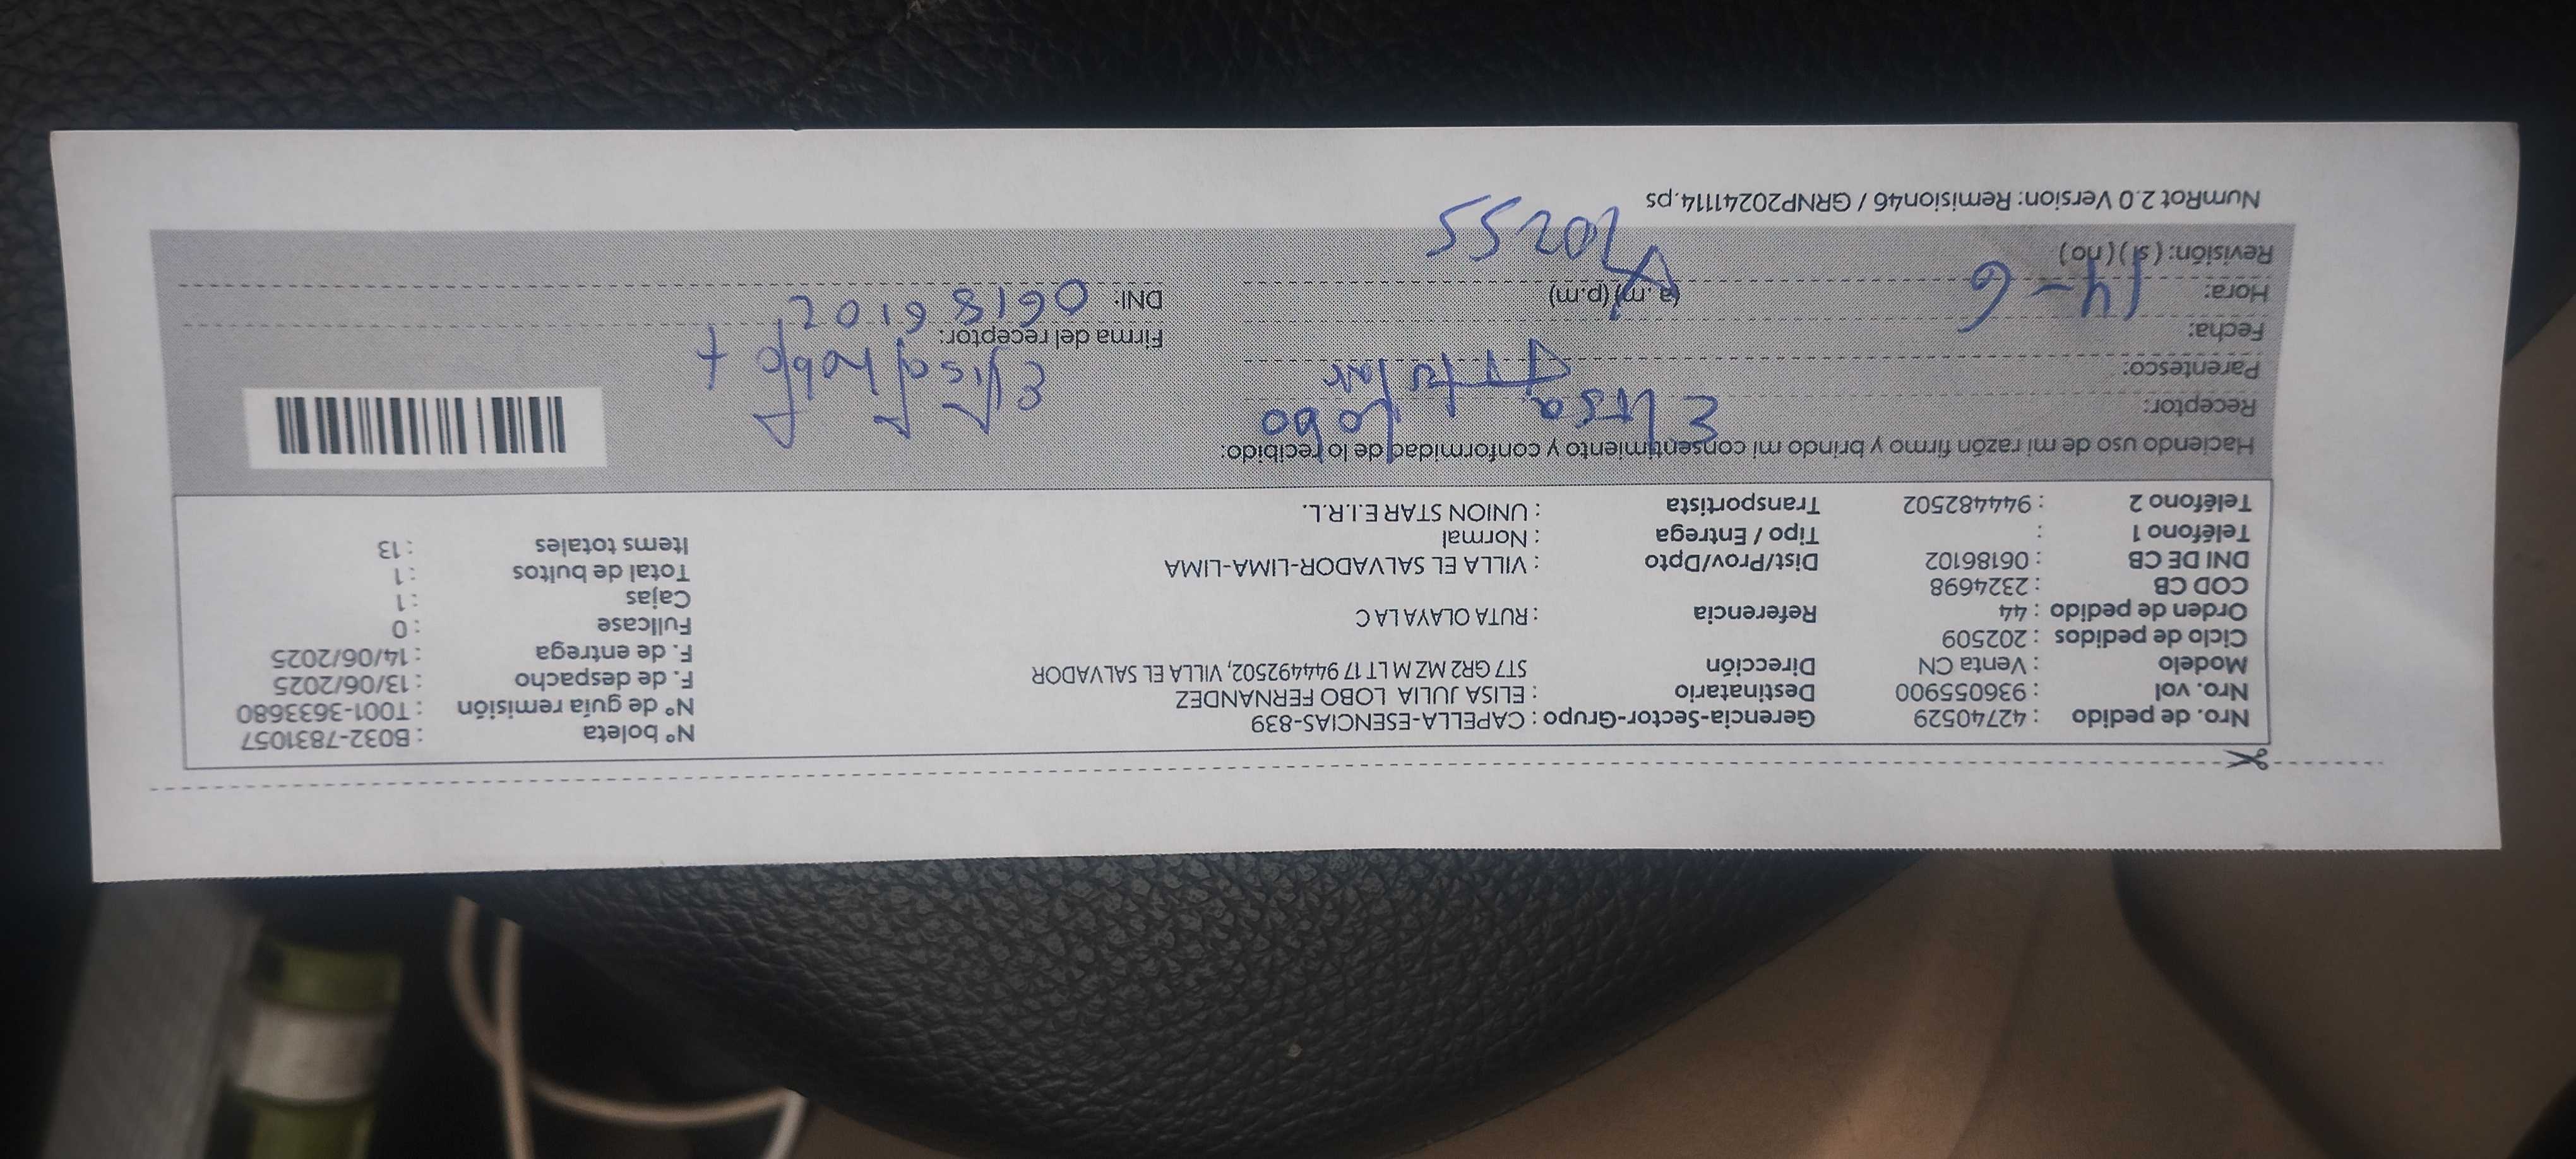 Nro. de pedido : 42740529 Gerencia-Sector-Grupo : CAPELLA-ESENCIAS-839 N° boleta : B032-7831057
Nro. vol : 936055900 Destinatario : ELISA JULIA LOBO FERNANDEZ N° de guía remisión : T001-3633680
Modelo : Venta CN Dirección ST7 GR2 MZ M LT 17 944492502, VILLA EL SALVADOR F. de despacho : 13/06/2025
Ciclo de pedidos : 202509 F. de entrega : 14/06/2025
Orden de pedido : 44 Referencia : RUTA OLAYA LA C Fullcase : 0
COD CB : 2324698 Cajas : 1
DNI DE CB : 06186102 Dist/Prov/Dpto : VILLA EL SALVADOR-LIMA-LIMA Total de bultos : 1
Teléfono 1 : Tipo / Entrega : Normal Items totales : 13
Teléfono 2 : 944482502 Transportista : UNION STAR E.I.R.L.
Haciendo uso de mi razón firmo y brindo mi consentimiento y conformidad de lo recibido:
Receptor: Elisa Lobo
Parentesco: titular
Fecha: 14-6 Firma del receptor: Elisa Lobo
Hora: (a.m) (p.m) DNI: 06186102
Revisión: (sí) (no) 10255
NumRot 2.0 Version: Remision46 / GRNP20241114.ps